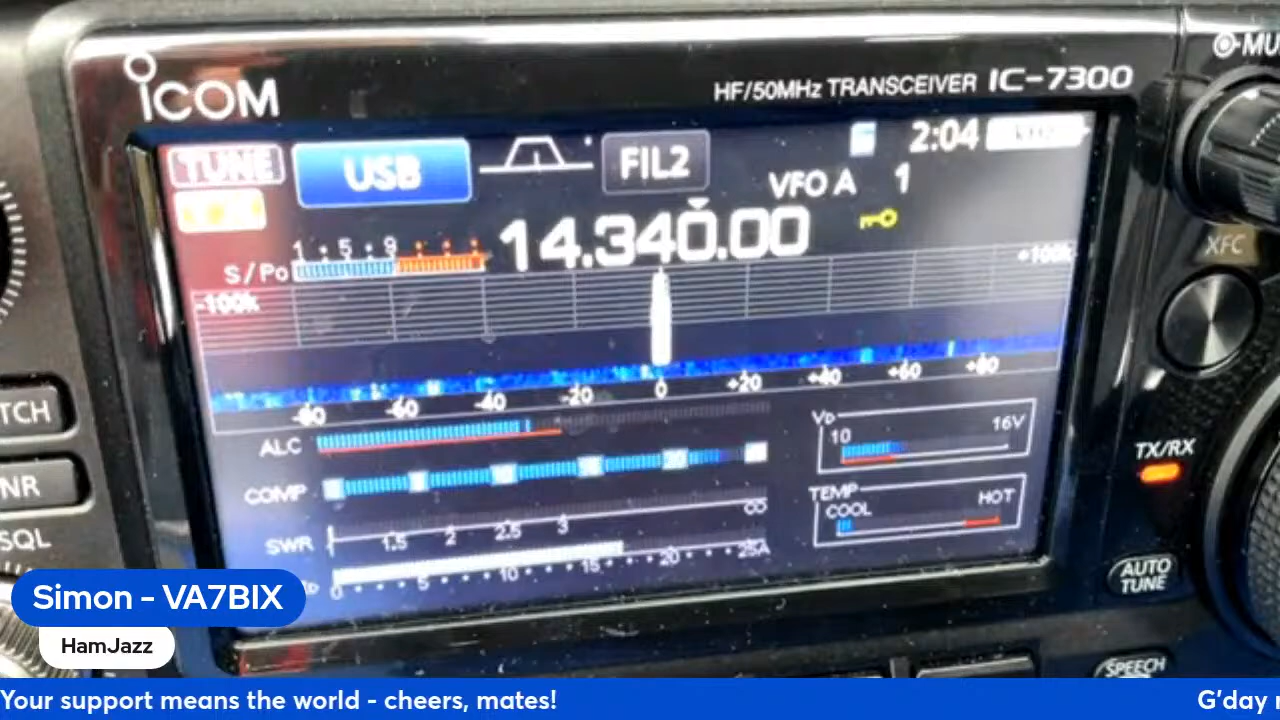 ICOM
HF/50MHz TRANSCEIVER IC-7300
TUNE
USB
FIL2
2:04
VFO A 1
14.340.00
1 5 9
S/Po
-100k
+100k
-80 -60 -40 -20 0 +20 +40 +60 +80
ALC
COMP
20
SWR
1.5 2 2.5 3 ∞
0 5 10 15 20 25A
VD
10 16V
TEMP
COOL HOT
XFC
TX/RX
AUTO
TUNE
SPEECH
TCH
NR
SQL
Simon - VA7BIX
HamJazz
Your support means the world - cheers, mates!
G'day